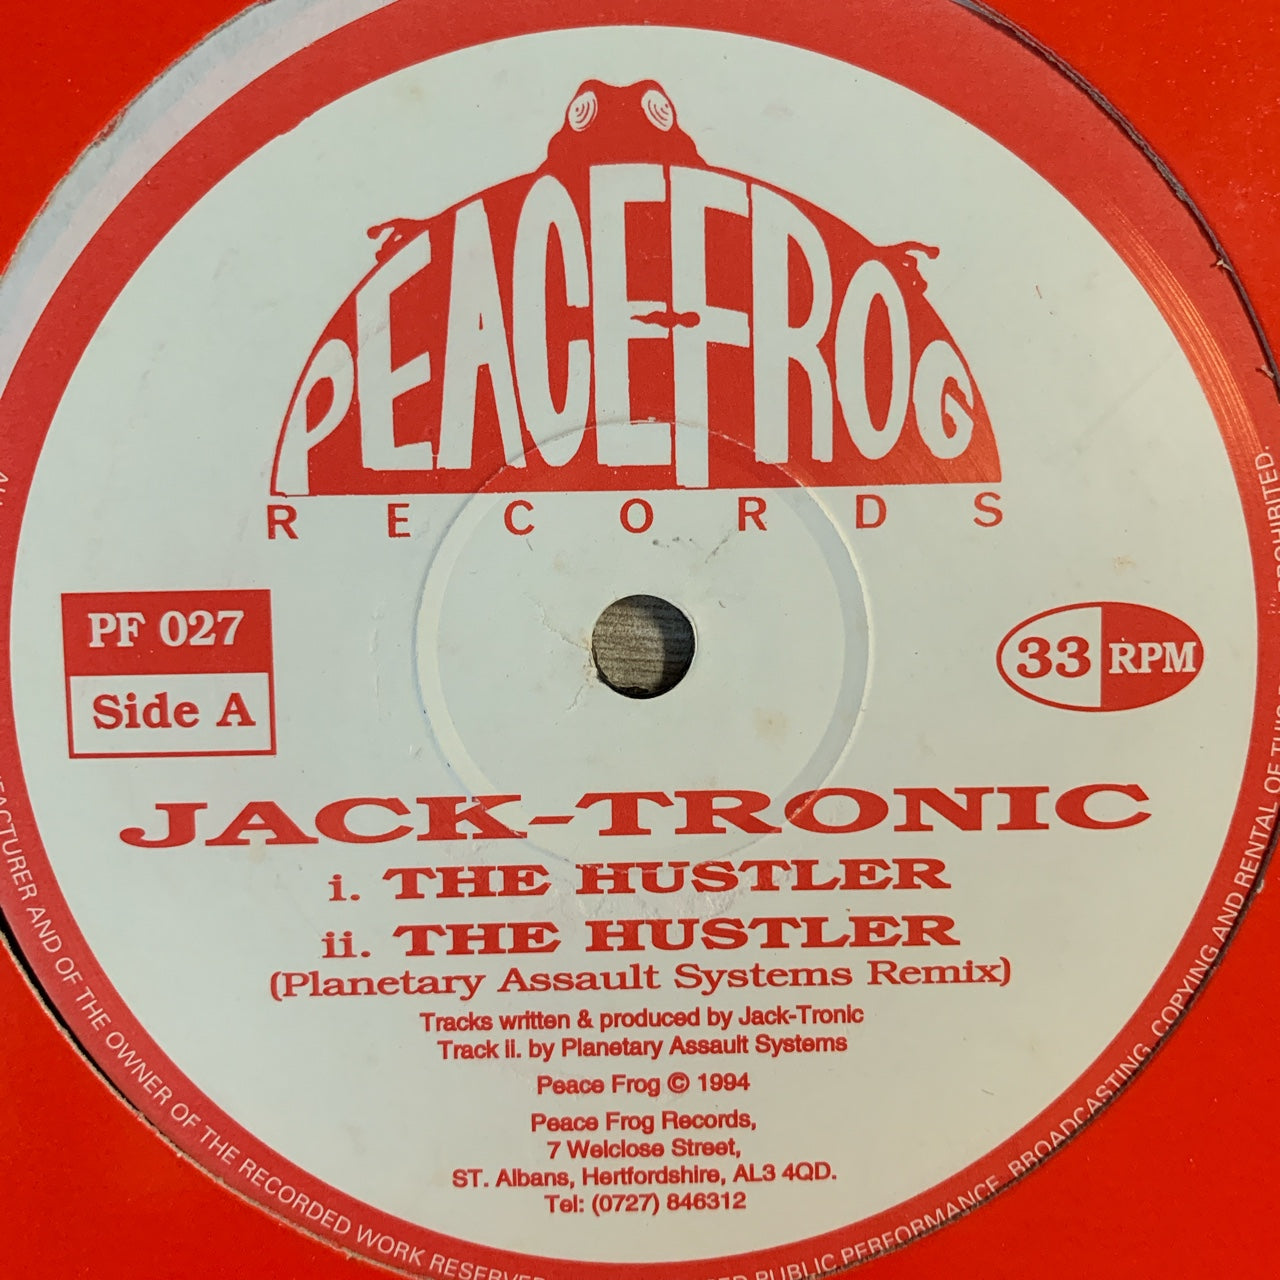 PEACEFROG
RECORDS
PF 027
Side A
33 RPM
JACK-TRONIC
i. THE HUSTLER
ii. THE HUSTLER
(Planetary Assault Systems Remix)
Tracks written & produced by Jack-Tronic
Track ii. by Planetary Assault Systems
Peace Frog © 1994
Peace Frog Records,
7 Welclose Street,
ST. Albans, Hertfordshire, AL3 4QD.
Tel: (0727) 846312
AND OF THE OWNER OF THE RECORDED WORK RESERVED
PUBLIC PERFORMANCE, BROADCASTING, COPYING AND RENTAL OF THIS
PROHIBITED.